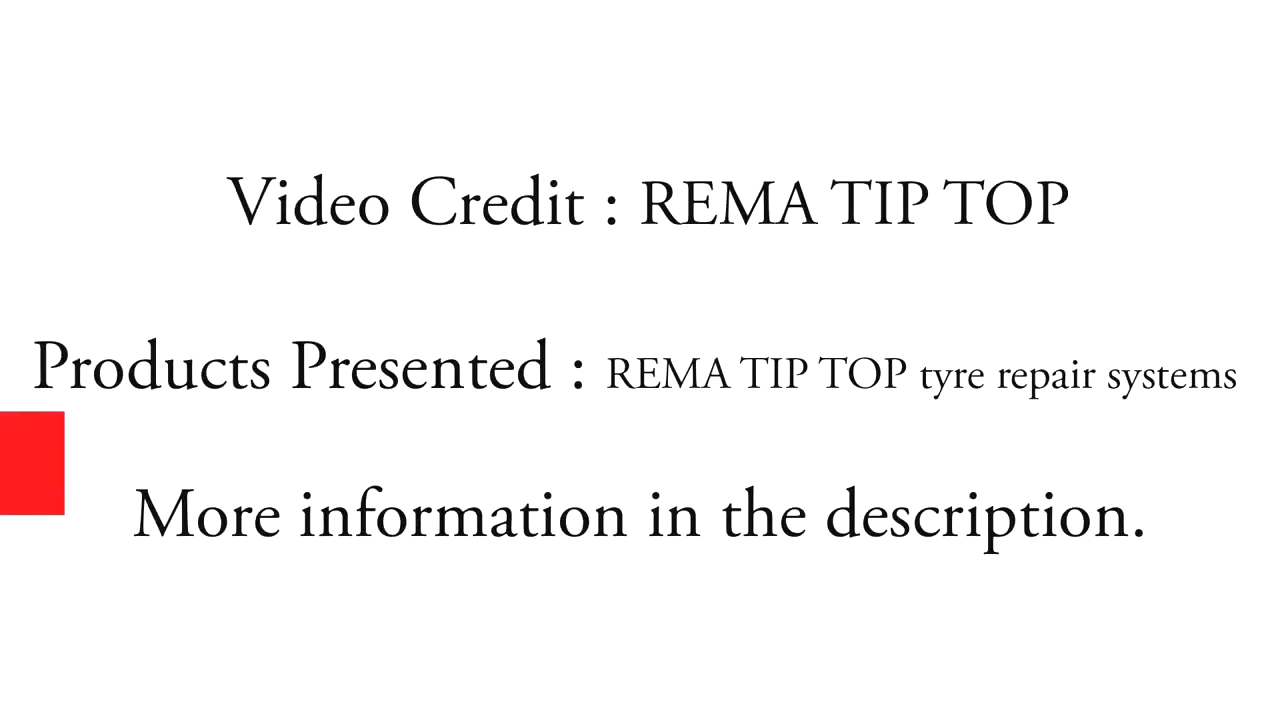 Video Credit : REMA TIP TOP
Products Presented : REMA TIP TOP tyre repair systems
More information in the description.